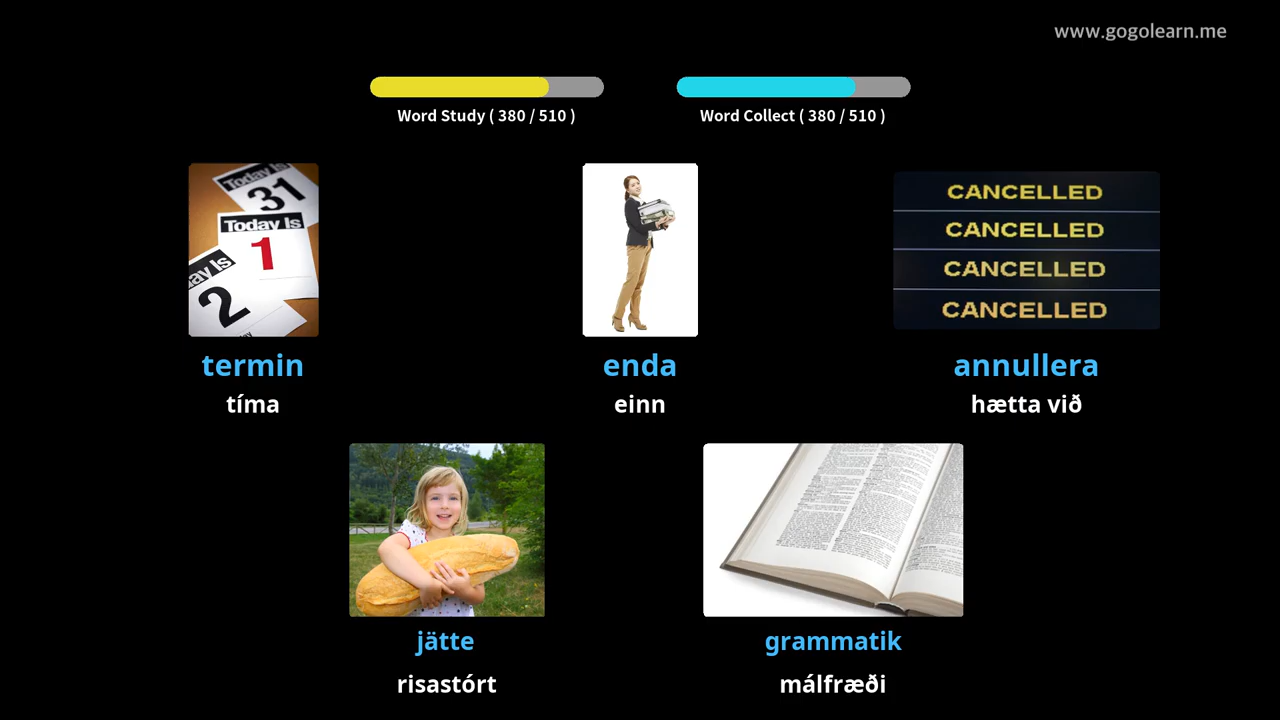 www.gogolearn.me
Word Study ( 380 / 510 )
Word Collect ( 380 / 510 )
Today Is
31
Today Is
1
ay Is
2
CANCELLED
CANCELLED
CANCELLED
CANCELLED
termin
tíma
enda
einn
annullera
hætta við
jätte
risastórt
grammatik
málfræði